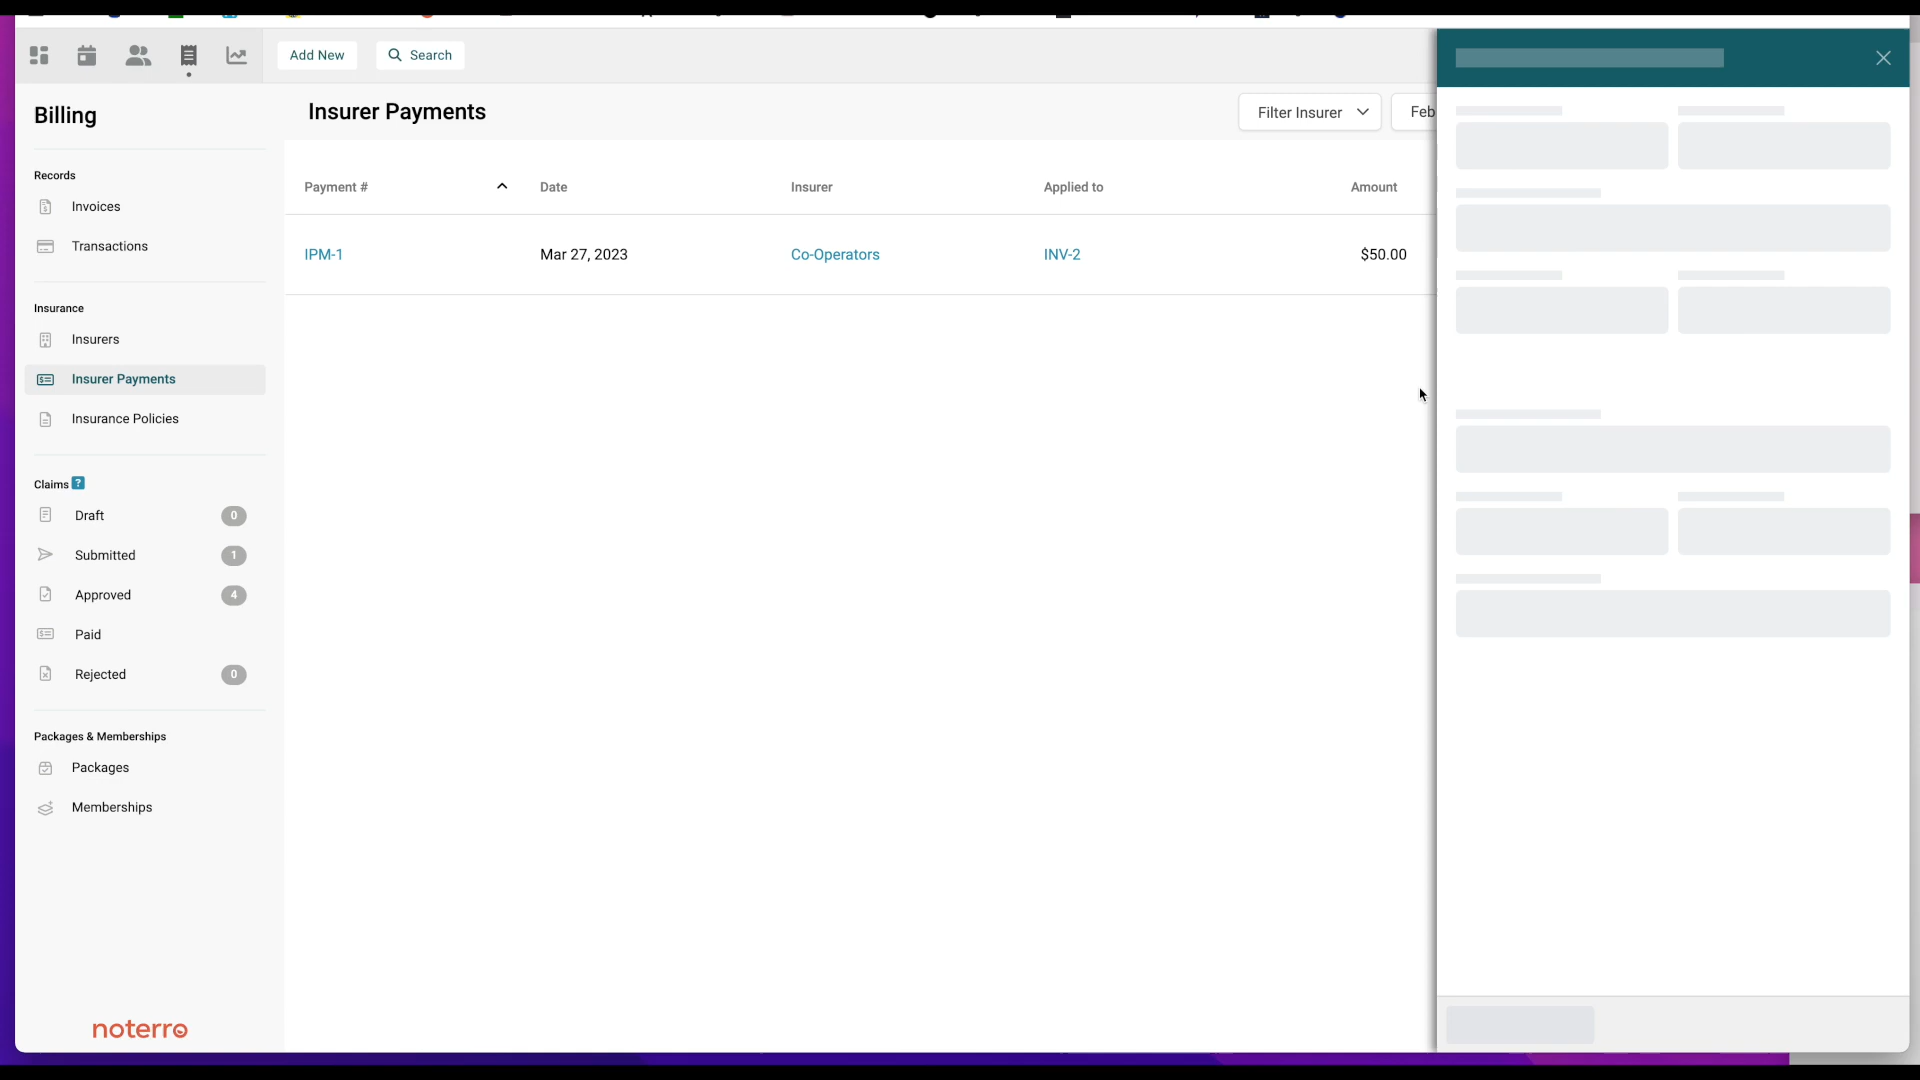 Add New
Search
Billing
Insurer Payments
Filter Insurer
Feb
Records
Invoices
Transactions
Insurance
Insurers
Insurer Payments
Insurance Policies
Claims ?
Draft 0
Submitted 1
Approved 4
Paid
Rejected 0
Packages & Memberships
Packages
Memberships
noterro
Payment # Date Insurer Applied to Amount
IPM-1 Mar 27, 2023 Co-Operators INV-2 $50.00